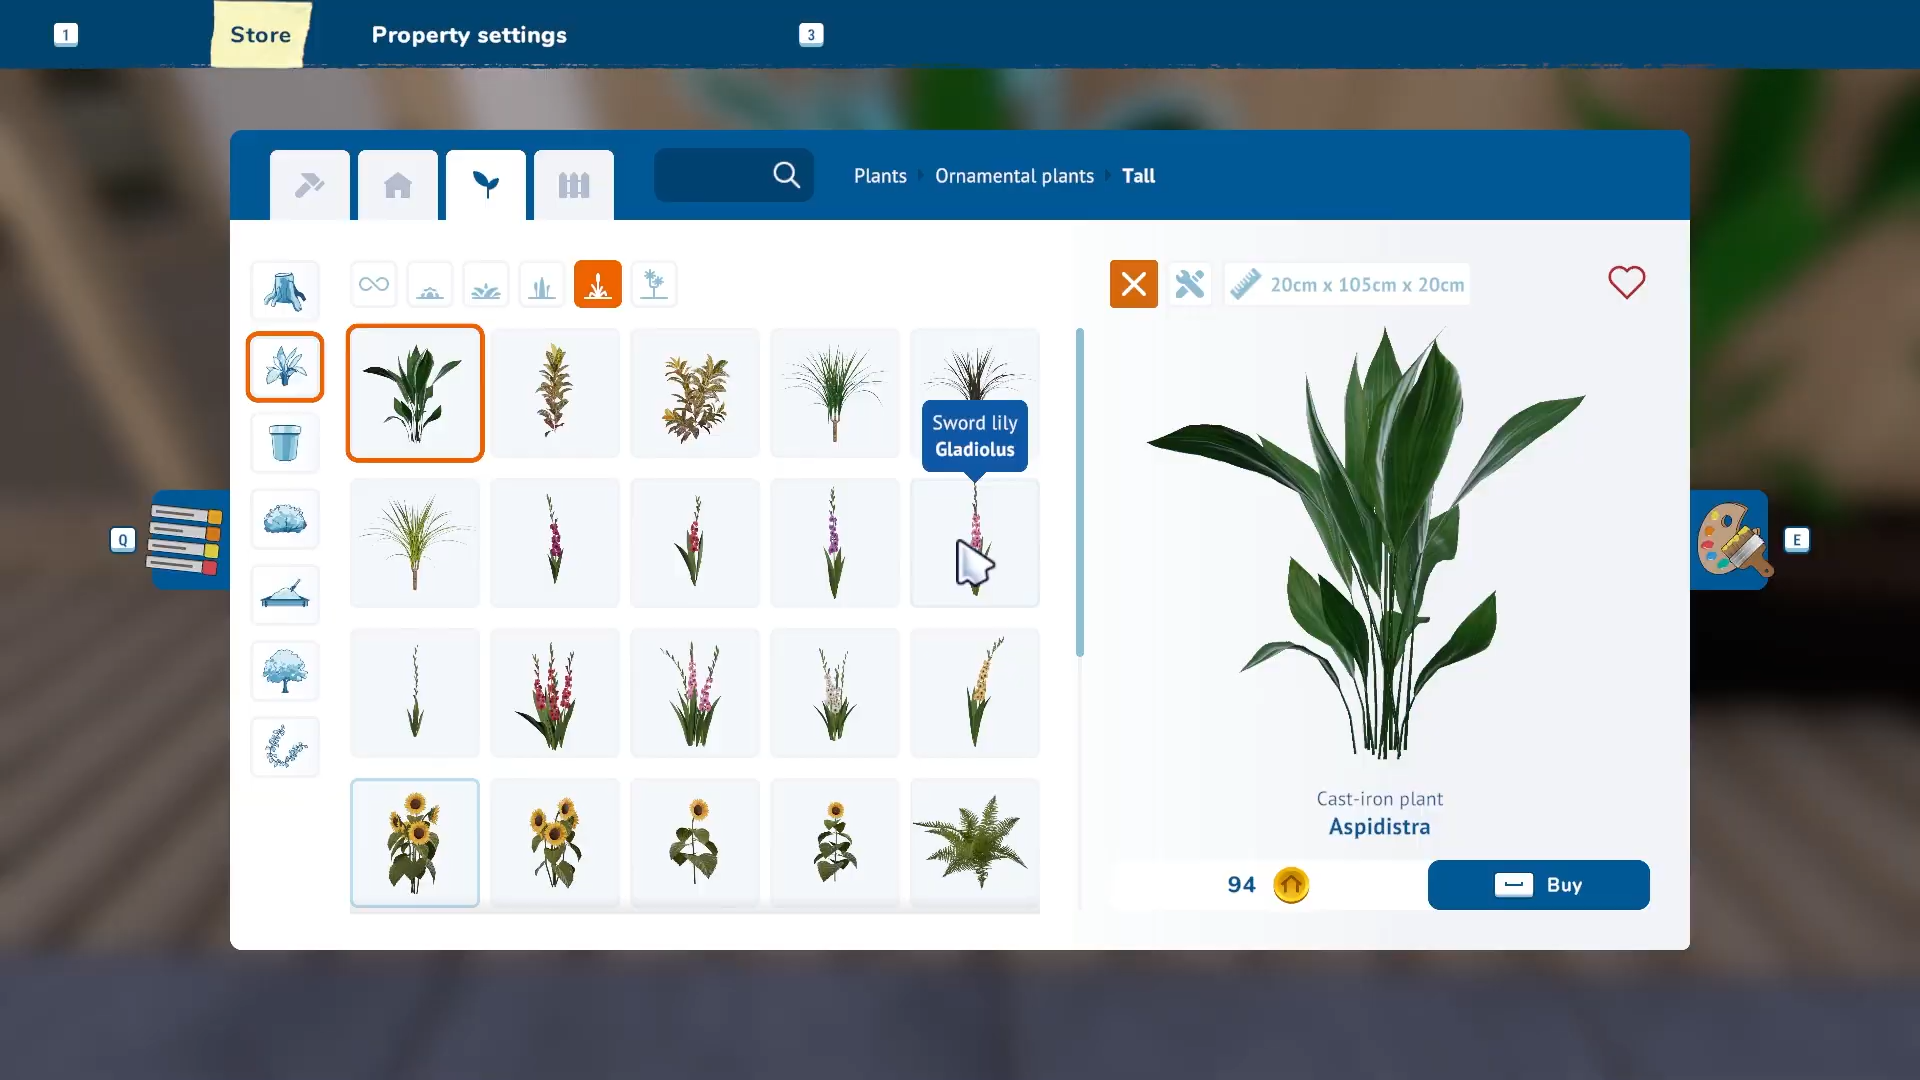 1
Store
Property settings
3
Plants
Ornamental plants
Tall
20cm x 105cm x 20cm
Sword lily
Gladiolus
Q
E
Cast-iron plant
Aspidistra
94
Buy